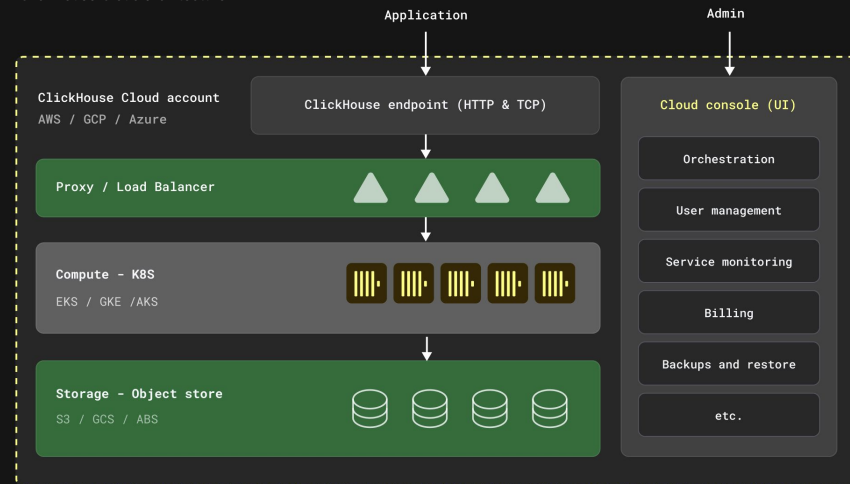 Application
Admin
ClickHouse Cloud account
AWS / GCP / Azure
ClickHouse endpoint (HTTP & TCP)
Cloud console (UI)
Proxy / Load Balancer
Orchestration
User management
Compute - K8S
EKS / GKE /AKS
Service monitoring
Billing
Backups and restore
Storage - Object store
S3 / GCS / ABS
etc.